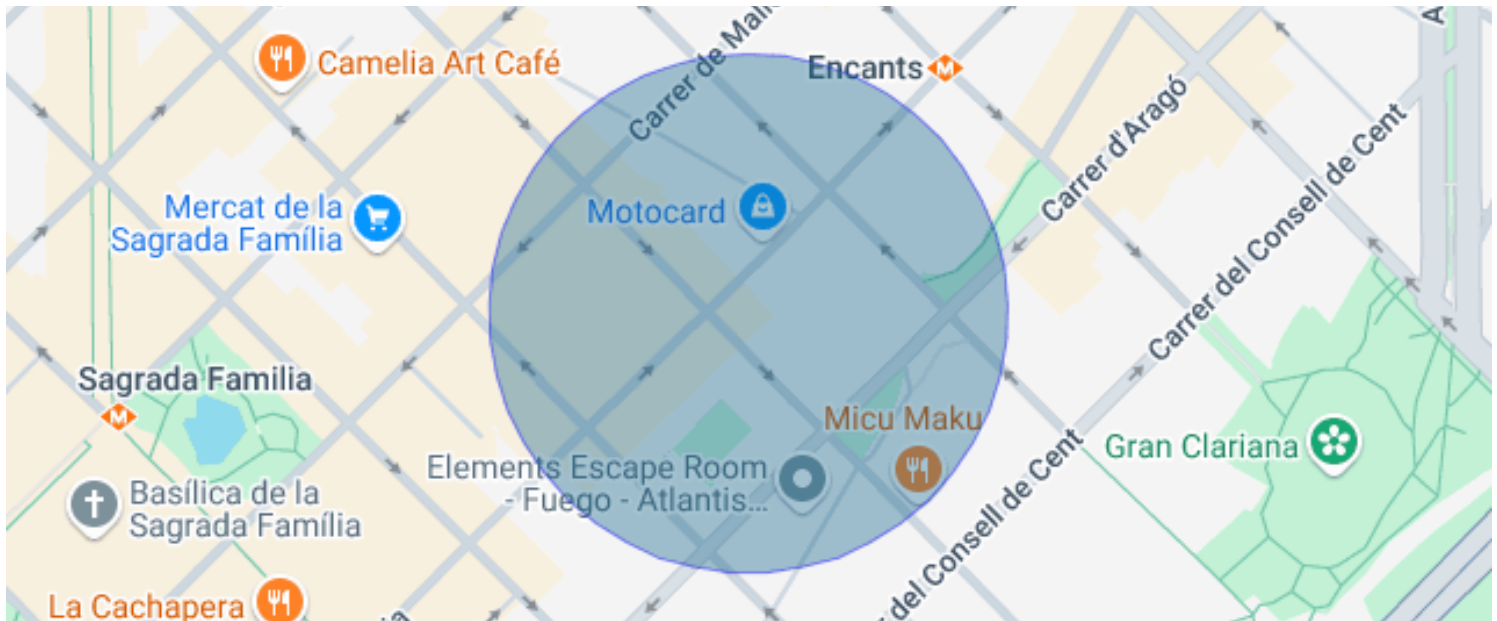 Camelia Art Café
Carrer de Mall
Encants
A
Mercat de la
Sagrada Família
Motocard
Carrer d'Aragó
Carrer del Consell de Cent
Sagrada Familia
Micu Maku
Gran Clariana
Elements Escape Room
- Fuego - Atlantis...
Basílica de la
Sagrada Família
La Cachapera
del Consell de Cent